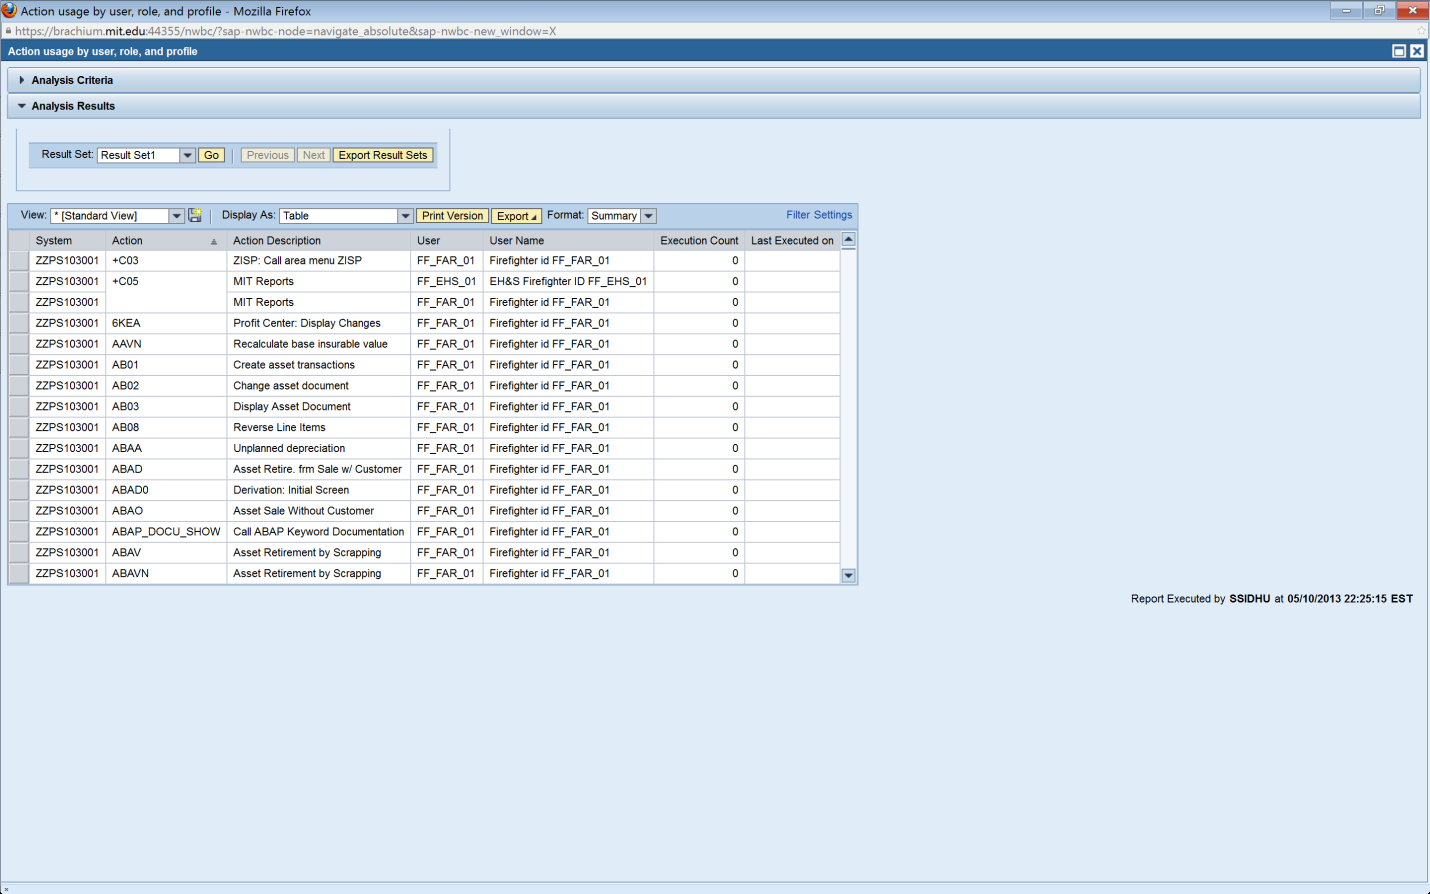 Action usage by user, role, and profile - Mozilla Firefox
https://brachium.mit.edu:44355/nwbc/?sap-nwbc-node=navigate_absolute&sap-nwbc-new_window=X
Action usage by user, role, and profile
Analysis Criteria
Analysis Results
Result Set: Result Set1 Go Previous Next Export Result Sets
View: * [Standard View] Display As: Table Print Version Export Format: Summary Filter Settings
System Action Action Description User User Name Execution Count Last Executed on
ZZPS103001 +C03 ZISP: Call area menu ZISP FF_FAR_01 Firefighter id FF_FAR_01 0
ZZPS103001 +C05 MIT Reports FF_EHS_01 EH&S Firefighter ID FF_EHS_01 0
ZZPS103001 MIT Reports FF_FAR_01 Firefighter id FF_FAR_01 0
ZZPS103001 6KEA Profit Center: Display Changes FF_FAR_01 Firefighter id FF_FAR_01 0
ZZPS103001 AAVN Recalculate base insurable value FF_FAR_01 Firefighter id FF_FAR_01 0
ZZPS103001 AB01 Create asset transactions FF_FAR_01 Firefighter id FF_FAR_01 0
ZZPS103001 AB02 Change asset document FF_FAR_01 Firefighter id FF_FAR_01 0
ZZPS103001 AB03 Display Asset Document FF_FAR_01 Firefighter id FF_FAR_01 0
ZZPS103001 AB08 Reverse Line Items FF_FAR_01 Firefighter id FF_FAR_01 0
ZZPS103001 ABAA Unplanned depreciation FF_FAR_01 Firefighter id FF_FAR_01 0
ZZPS103001 ABAD Asset Retire. frm Sale w/ Customer FF_FAR_01 Firefighter id FF_FAR_01 0
ZZPS103001 ABAD0 Derivation: Initial Screen FF_FAR_01 Firefighter id FF_FAR_01 0
ZZPS103001 ABAO Asset Sale Without Customer FF_FAR_01 Firefighter id FF_FAR_01 0
ZZPS103001 ABAP_DOCU_SHOW Call ABAP Keyword Documentation FF_FAR_01 Firefighter id FF_FAR_01 0
ZZPS103001 ABAV Asset Retirement by Scrapping FF_FAR_01 Firefighter id FF_FAR_01 0
ZZPS103001 ABAVN Asset Retirement by Scrapping FF_FAR_01 Firefighter id FF_FAR_01 0
Report Executed by SSIDHU at 05/10/2013 22:25:15 EST